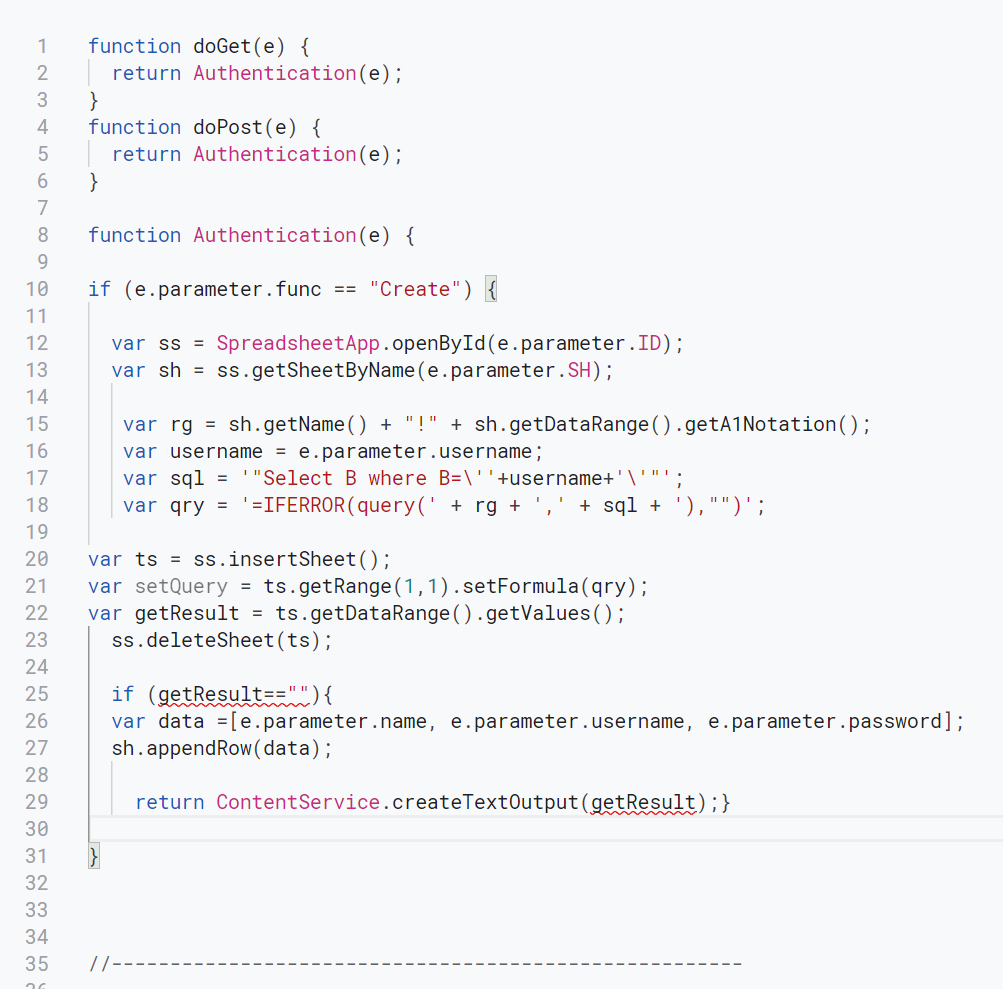 1 function doGet(e) {
2 return Authentication(e);
3 }
4 function doPost(e) {
5 return Authentication(e);
6 }
7
8 function Authentication(e) {
9
10 if (e.parameter.func == "Create") {
11
12 var ss = SpreadsheetApp.openById(e.parameter.ID);
13 var sh = ss.getSheetByName(e.parameter.SH);
14
15 var rg = sh.getName() + "!" + sh.getDataRange().getA1Notation();
16 var username = e.parameter.username;
17 var sql = '"Select B where B=\''+username+'\'"';
18 var qry = '=IFERROR(query(' + rg + ',' + sql + '),"")';
19
20 var ts = ss.insertSheet();
21 var setQuery = ts.getRange(1,1).setFormula(qry);
22 var getResult = ts.getDataRange().getValues();
23 ss.deleteSheet(ts);
24
25 if (getResult==""){
26 var data =[e.parameter.name, e.parameter.username, e.parameter.password];
27 sh.appendRow(data);
28
29 return ContentService.createTextOutput(getResult);}
30
31 }
32
33
34
35 //------------------------------------------------------